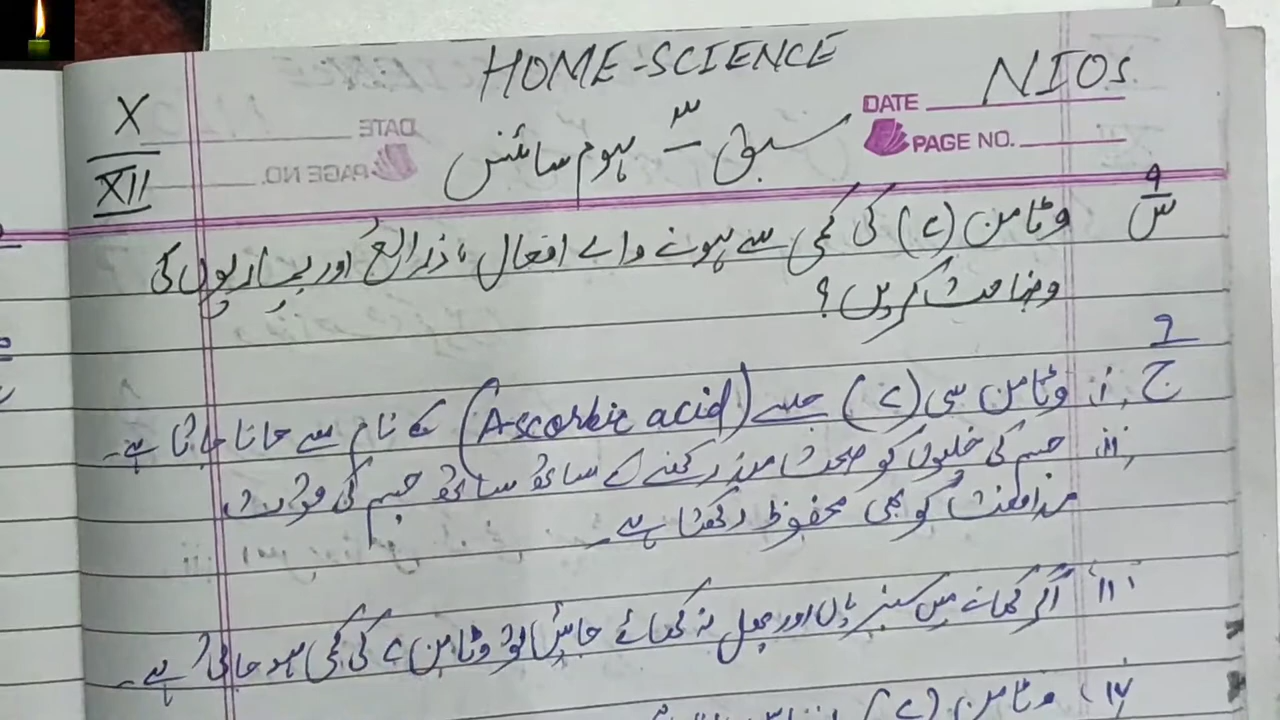 HOME-SCIENCE
NIOS
X
XII
DATE
PAGE NO.
سبق ۳ ہوم سائنس
س ۹ وٹامن (c) کی کمی سے ہونے والے افعال، ذرائع اور بیماریوں کی
وضاحت کریں؟
ج ۹ i, وٹامن سی (c) جسے (Ascorbic acid) کے نام سے جانا جاتا ہے۔
ii, جسم کی خلیوں کو صحت مند رکھنے کے ساتھ ساتھ جسم کی قوت
مدافعت کو بھی محفوظ رکھتا ہے۔
iii, اگر کھانے میں سبزیاں اور پھل نہ کھائے جائیں تو وٹامن c کی کمی ہو جاتی ہے۔
iv, وٹامن (c)